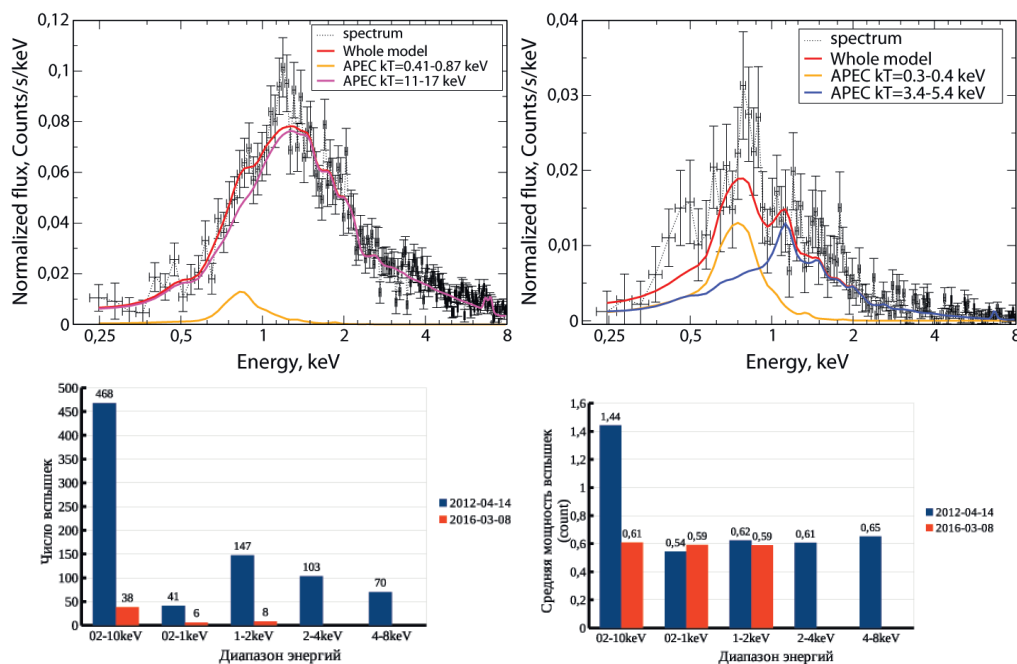 Normalized flux, Counts/s/keV
0,12
0,1
0,08
0,06
0,04
0,02
0
spectrum
Whole model
APEC kT=0.41-0.87 keV
APEC kT=11-17 keV
0,25
0,5
1
2
4
8
Energy, keV
Normalized flux, Counts/s/keV
0,04
0,03
0,02
0,01
0
spectrum
Whole model
APEC kT=0.3-0.4 keV
APEC kT=3.4-5.4 keV
0,25
0,5
1
2
4
8
Energy, keV
Число вспышек
500
450
400
350
300
250
200
150
100
50
0
468
38
41
6
147
8
103
70
02-10keV
02-1keV
1-2keV
2-4keV
4-8keV
Диапазон энергий
2012-04-14
2016-03-08
Средняя мощность вспышек
(count)
1,6
1,4
1,2
1
0,8
0,6
0,4
0,2
0
1,44
0,61
0,54
0,59
0,62
0,59
0,61
0,65
02-10keV
02-1keV
1-2keV
2-4keV
4-8keV
Диапазон энергий
2012-04-14
2016-03-08